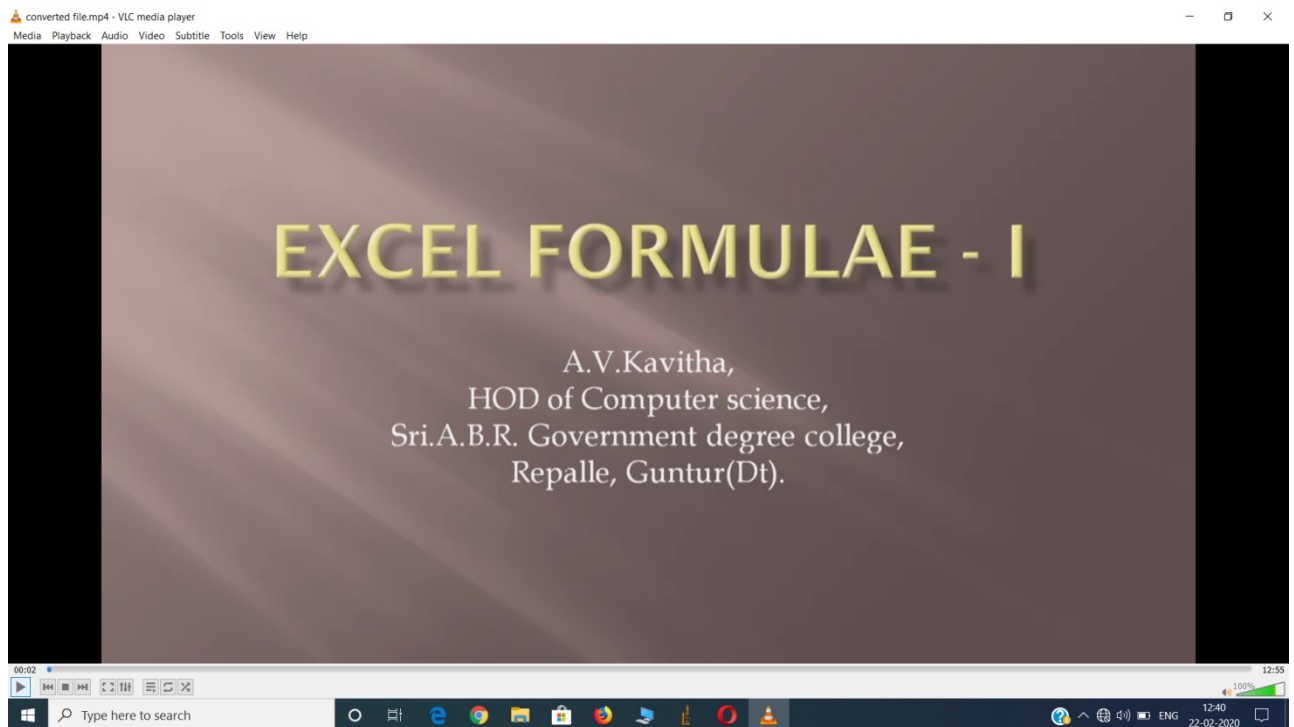 converted file.mp4 - VLC media player
Media Playback Audio Video Subtitle Tools View Help
EXCEL FORMULAE - I
A.V.Kavitha,
HOD of Computer science,
Sri.A.B.R. Government degree college,
Repalle, Guntur(Dt).
00:02 12:55
100%
Type here to search
ENG
12:40
22-02-2020